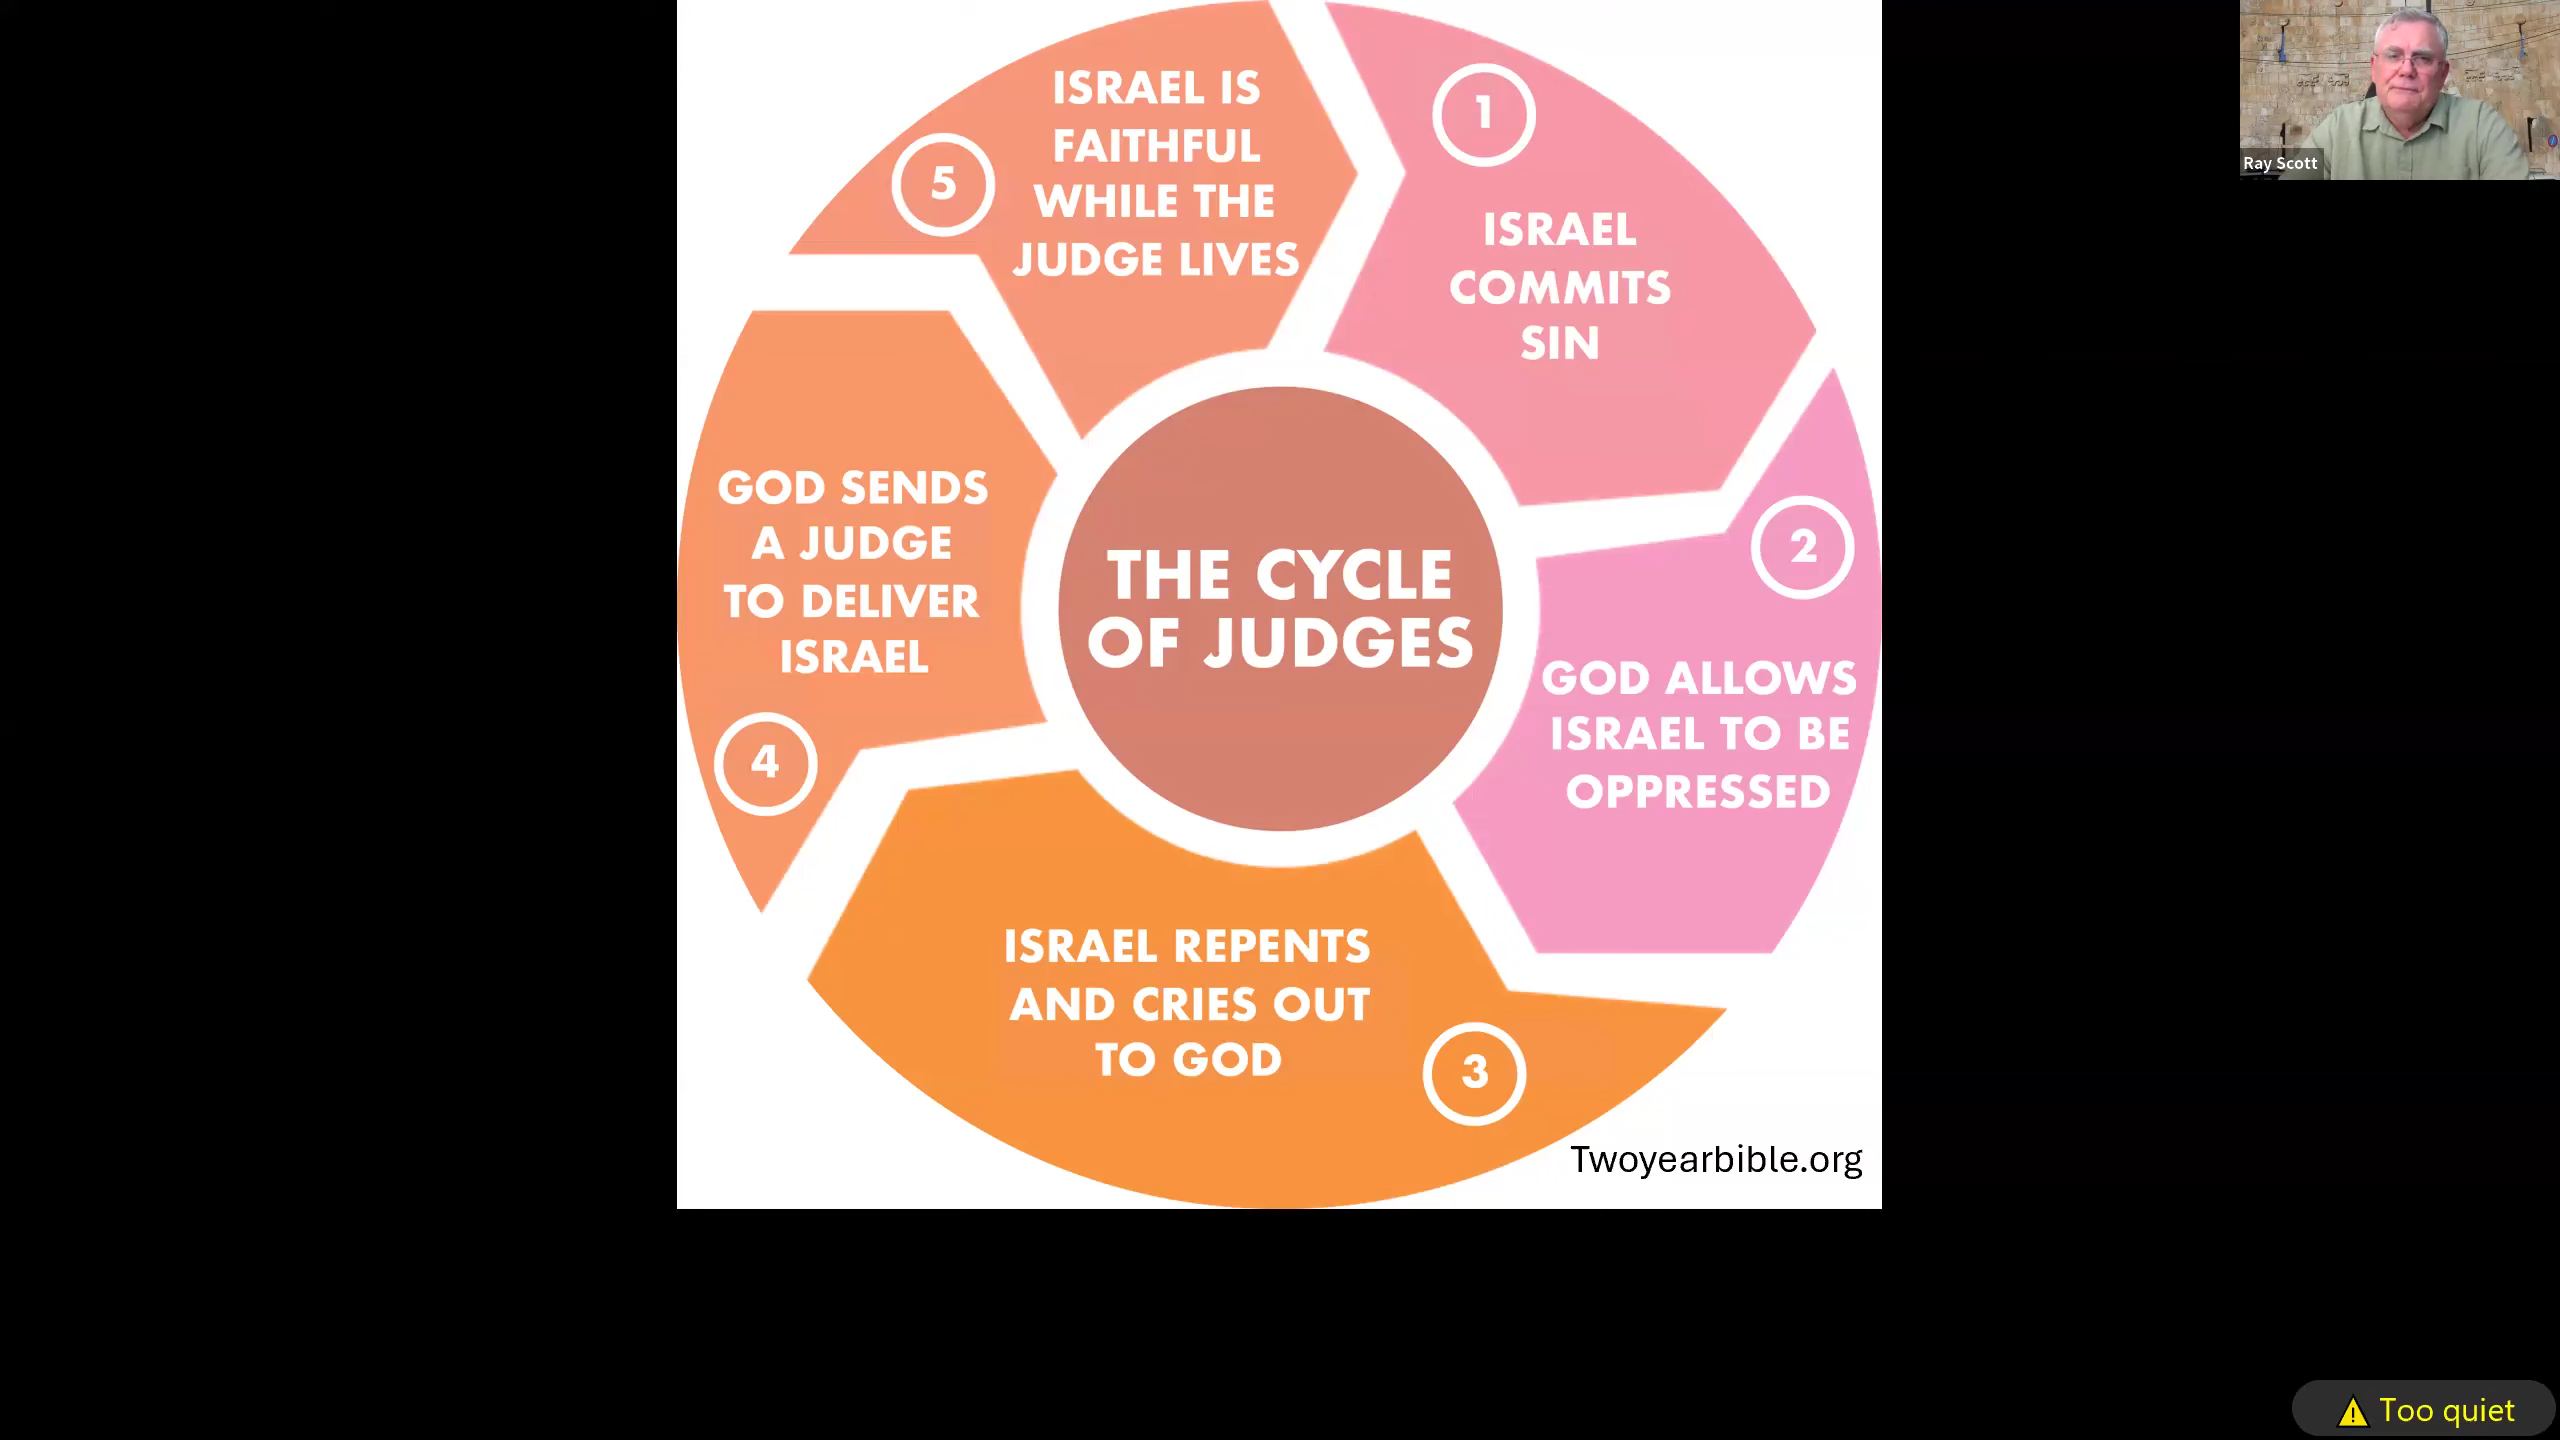 1
ISRAEL
COMMITS
SIN
2
GOD ALLOWS
ISRAEL TO BE
OPPRESSED
ISRAEL REPENTS
AND CRIES OUT
TO GOD
3
GOD SENDS
A JUDGE
TO DELIVER
ISRAEL
4
5
ISRAEL IS
FAITHFUL
WHILE THE
JUDGE LIVES
THE CYCLE
OF JUDGES
Twoyearbible.org
Ray Scott
Too quiet